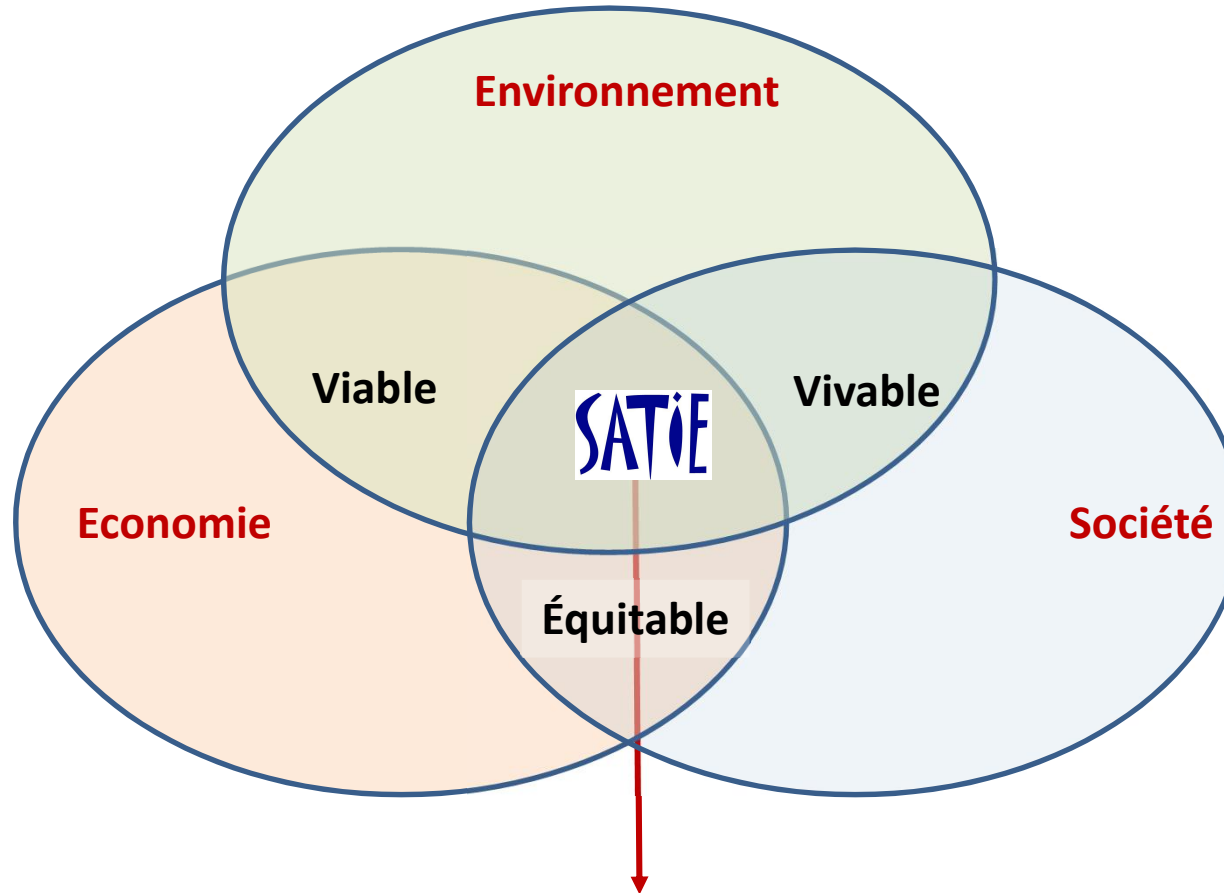 Environnement
Viable
Vivable
SATiE
Economie
Société
Équitable